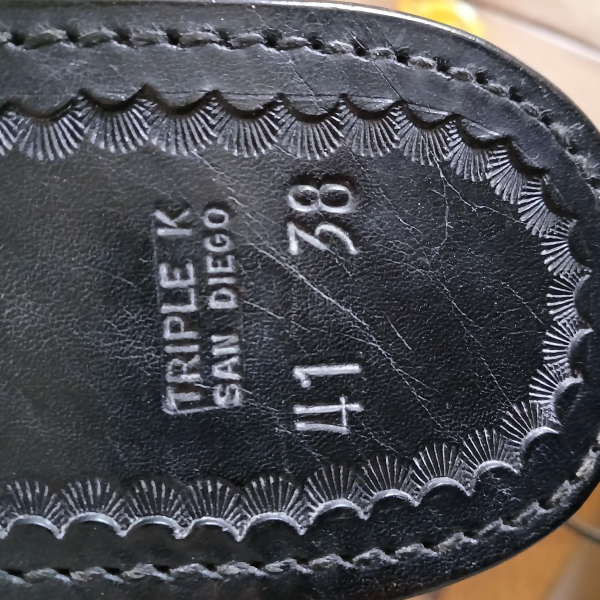 TRIPLE K
SAN DIEGO
41 38